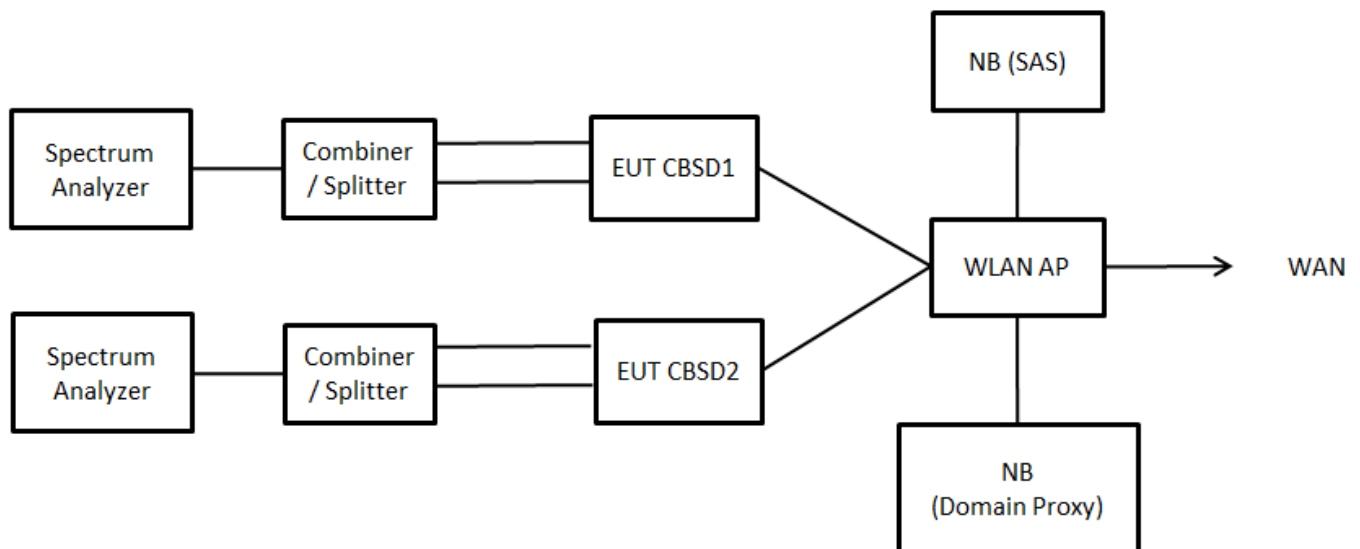 NB (SAS)
Spectrum
Analyzer
Combiner
/ Splitter
EUT CBSD1
WLAN AP
WAN
Spectrum
Analyzer
Combiner
/ Splitter
EUT CBSD2
NB
(Domain Proxy)